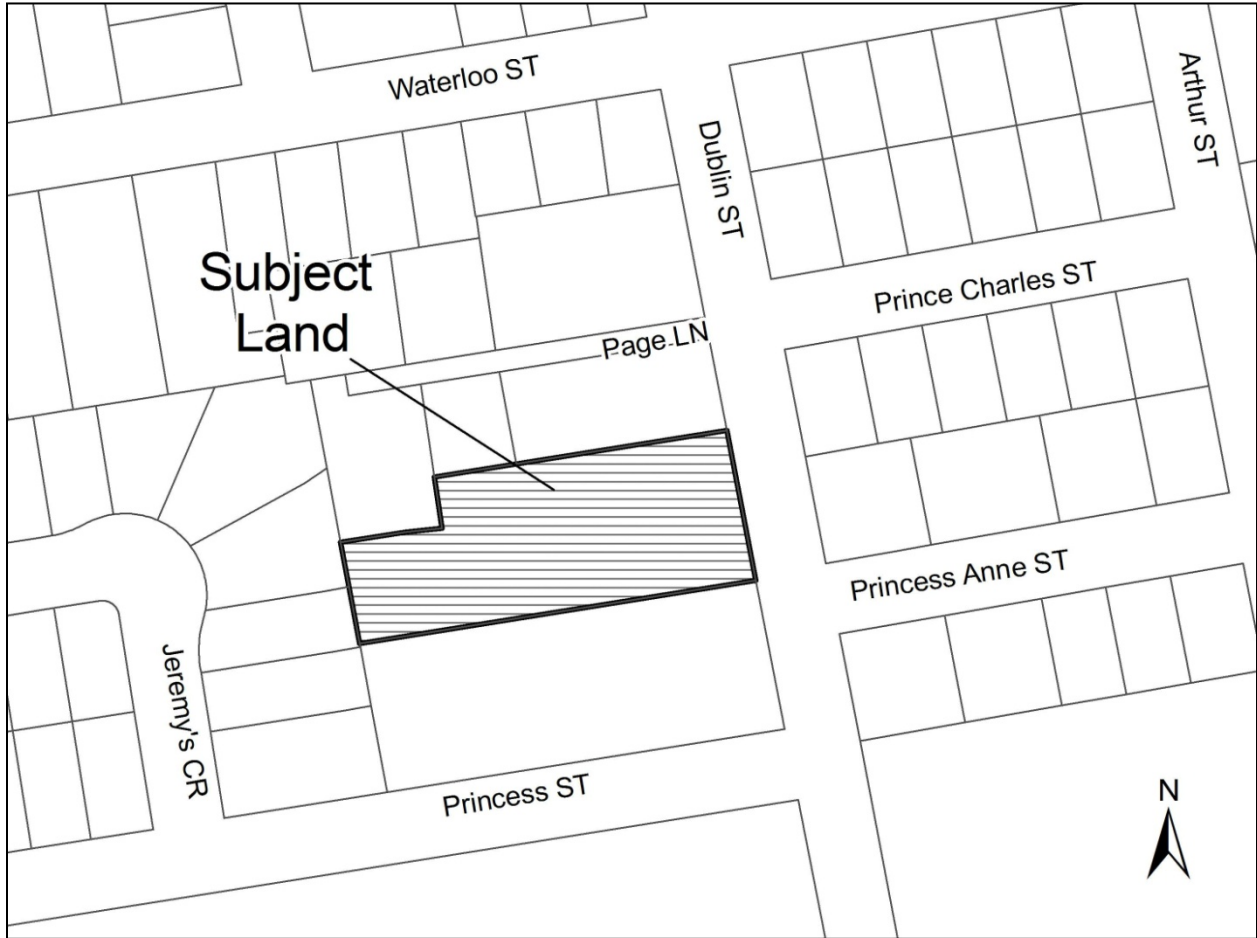 Waterloo ST
Arthur ST
Dublin ST
Subject
Land
Prince Charles ST
Page LN
Princess Anne ST
Jeremy's CR
Princess ST
N